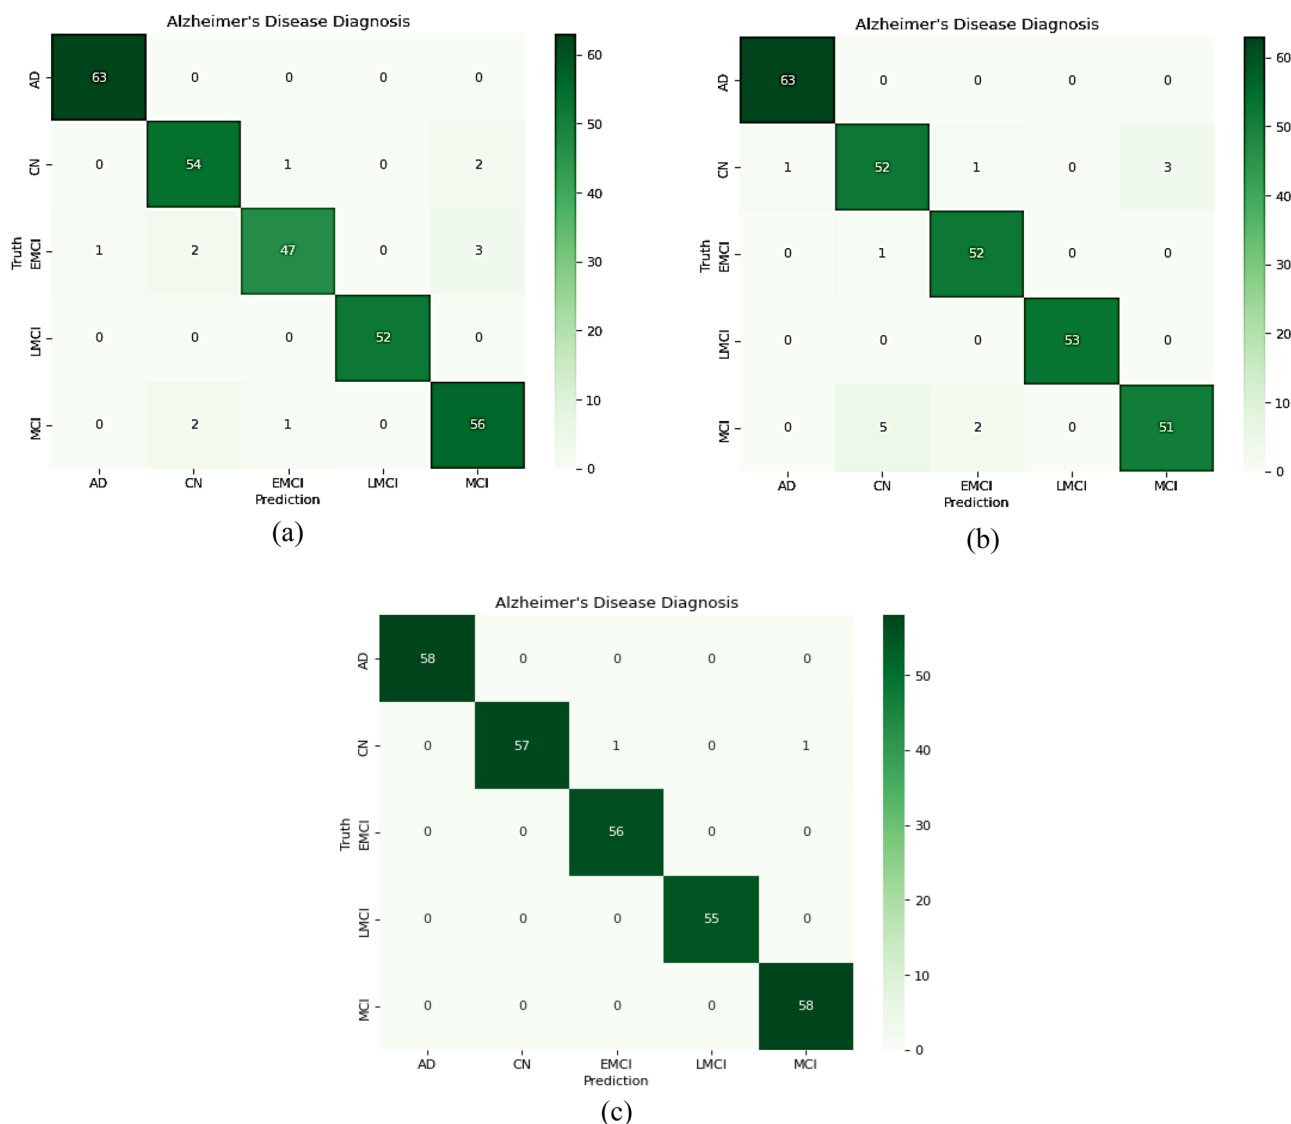 Alzheimer's Disease Diagnosis
AD 63 0 0 0 0
CN 0 54 1 0 2
EMCI 1 2 47 0 3
LMCI 0 0 0 52 0
MCI 0 2 1 0 56
Truth
AD CN EMCI LMCI MCI
Prediction
60
50
40
30
20
10
0
(a)
Alzheimer's Disease Diagnosis
AD 63 0 0 0 0
CN 1 52 1 0 3
EMCI 0 1 52 0 0
LMCI 0 0 0 53 0
MCI 0 5 2 0 51
Truth
AD CN EMCI LMCI MCI
Prediction
60
50
40
30
20
10
0
(b)
Alzheimer's Disease Diagnosis
AD 58 0 0 0 0
CN 0 57 1 0 1
EMCI 0 0 56 0 0
LMCI 0 0 0 55 0
MCI 0 0 0 0 58
Truth
AD CN EMCI LMCI MCI
Prediction
50
40
30
20
10
0
(c)